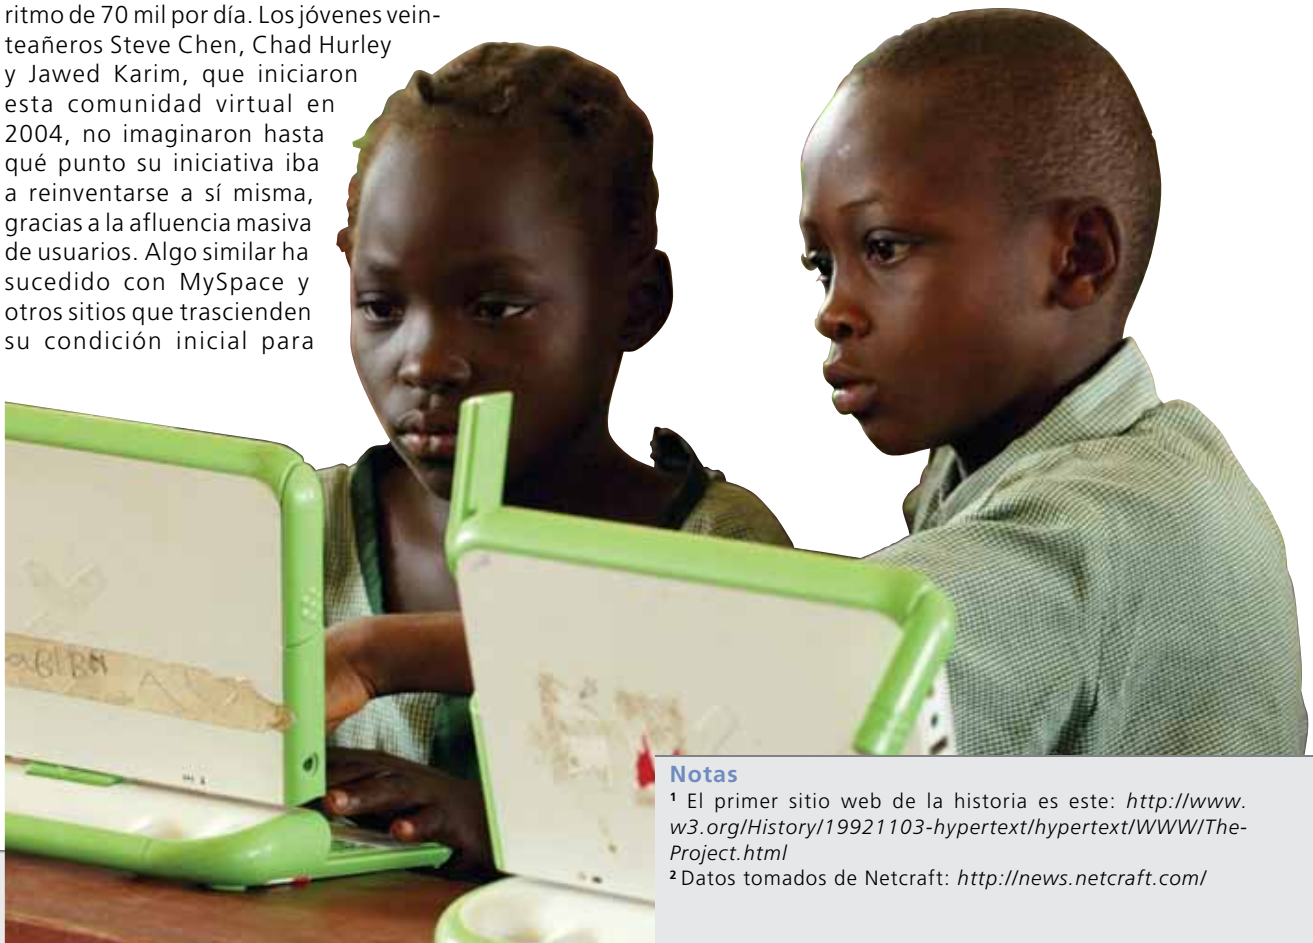 ritmo de 70 mil por día. Los jóvenes vein-
teañeros Steve Chen, Chad Hurley
y Jawed Karim, que iniciaron
esta comunidad virtual en
2004, no imaginaron hasta
qué punto su iniciativa iba
a reinventarse a sí misma,
gracias a la afluencia masiva
de usuarios. Algo similar ha
sucedido con MySpace y
otros sitios que trascienden
su condición inicial para
Notas
¹ El primer sitio web de la historia es este: http://www.
w3.org/History/19921103-hypertext/hypertext/WWW/The-
Project.html
² Datos tomados de Netcraft: http://news.netcraft.com/